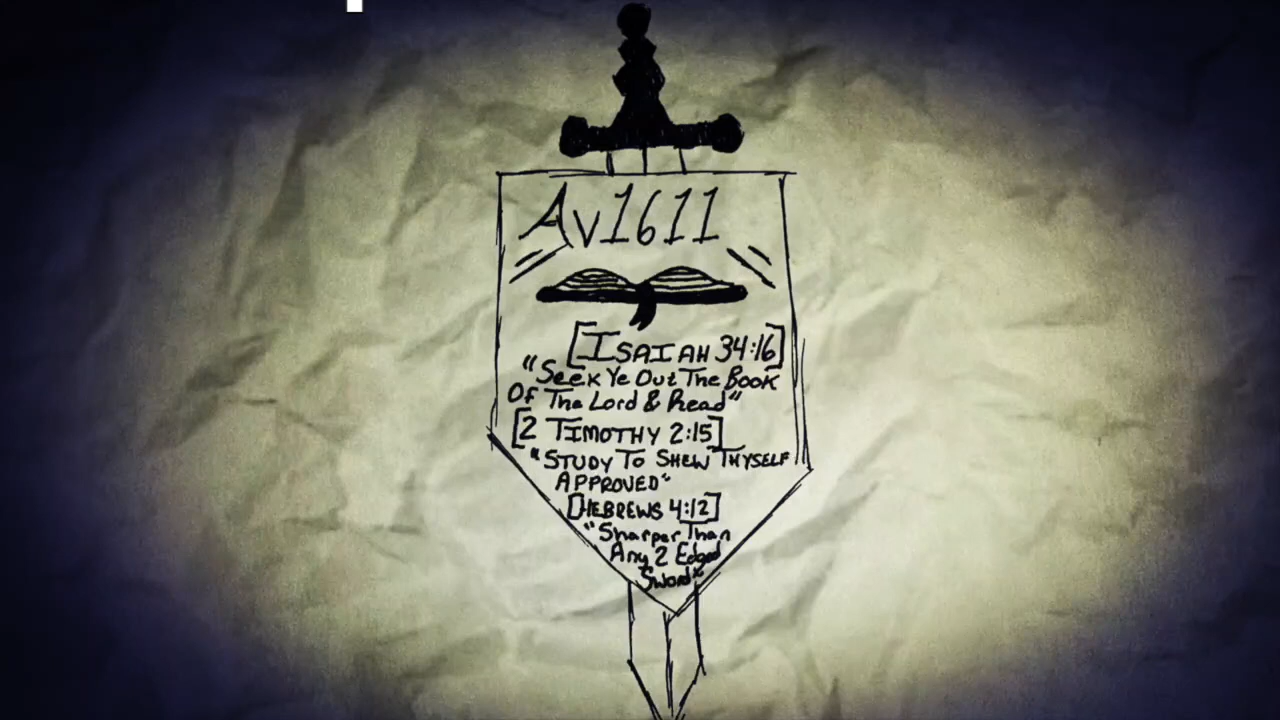 Av1611
[ISAIAH 34:16]
"Seek Ye Out The Book
Of The Lord & Read"
[2 TIMOTHY 2:15]
"STUDY TO SHEW THYSELF
APPROVED"
[HEBREWS 4:12]
"Sharper Than
Any 2 Edged
Sword"